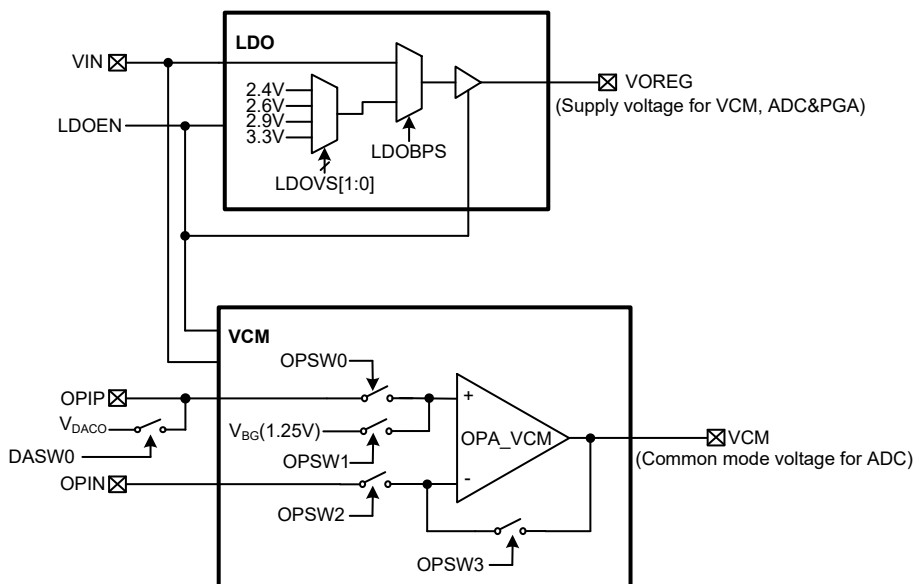 LDO
VIN
2.4V
2.6V
2.9V
3.3V
LDOEN
LDOBPS
LDOVS[1:0]
VOREG
(Supply voltage for VCM, ADC&PGA)
VCM
OPSW0
OPIP
VDACO
DASW0
VBG(1.25V)
OPSW1
OPIN
OPSW2
+
OPA_VCM
-
OPSW3
VCM
(Common mode voltage for ADC)